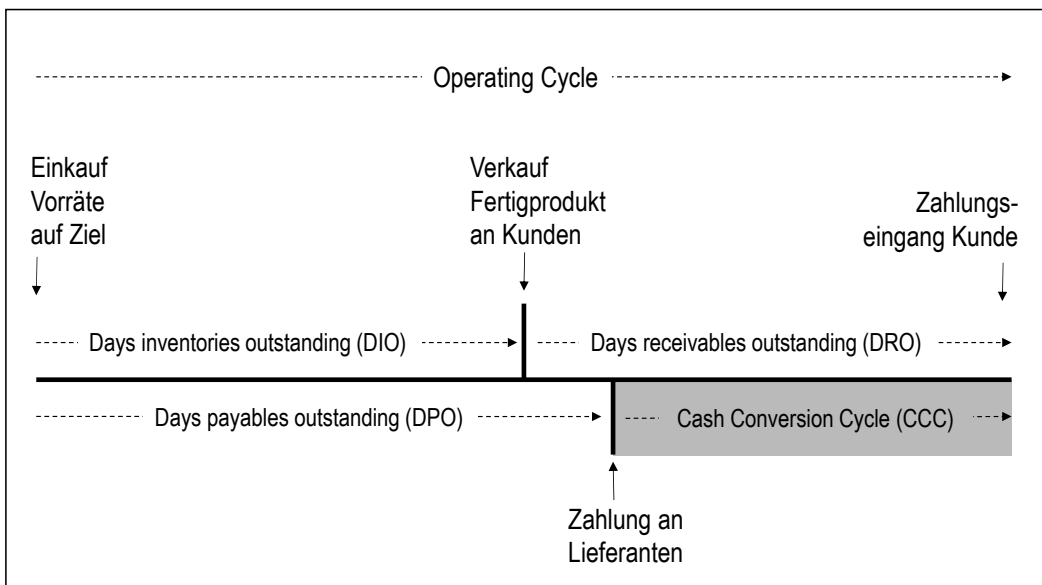 Operating Cycle
Einkauf
Vorräte
auf Ziel
Verkauf
Fertigprodukt
an Kunden
Zahlungs-
eingang Kunde
Days inventories outstanding (DIO)
Days receivables outstanding (DRO)
Days payables outstanding (DPO)
Cash Conversion Cycle (CCC)
Zahlung an
Lieferanten